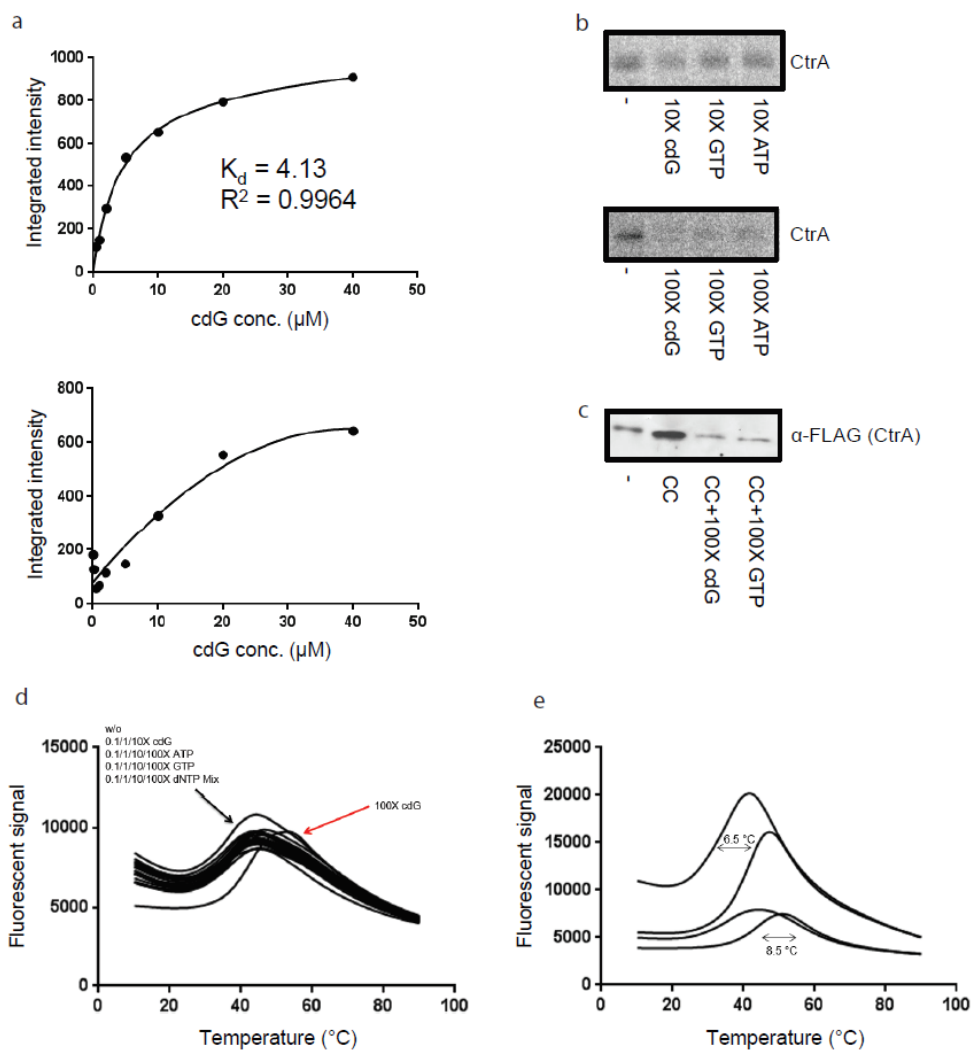 a
1000
800
600
400
200
0
Integrated intensity
Kd = 4.13
R² = 0.9964
0 10 20 30 40 50
cdG conc. (µM)
800
600
400
200
0
Integrated intensity
0 10 20 30 40 50
cdG conc. (µM)
b
CtrA
- 10X cdG 10X GTP 10X ATP
CtrA
- 100X cdG 100X GTP 100X ATP
c
α-FLAG (CtrA)
- CC CC+100X cdG CC+100X GTP
d
w/o
0.1/1/10X cdG
0.1/1/10/100X ATP
0.1/1/10/100X GTP
0.1/1/10/100X dNTP Mix
100X cdG
15000
10000
5000
0
Fluorescent signal
0 20 40 60 80 100
Temperature (°C)
e
25000
20000
15000
10000
5000
0
Fluorescent signal
6.5 °C
8.5 °C
0 20 40 60 80 100
Temperature (°C)